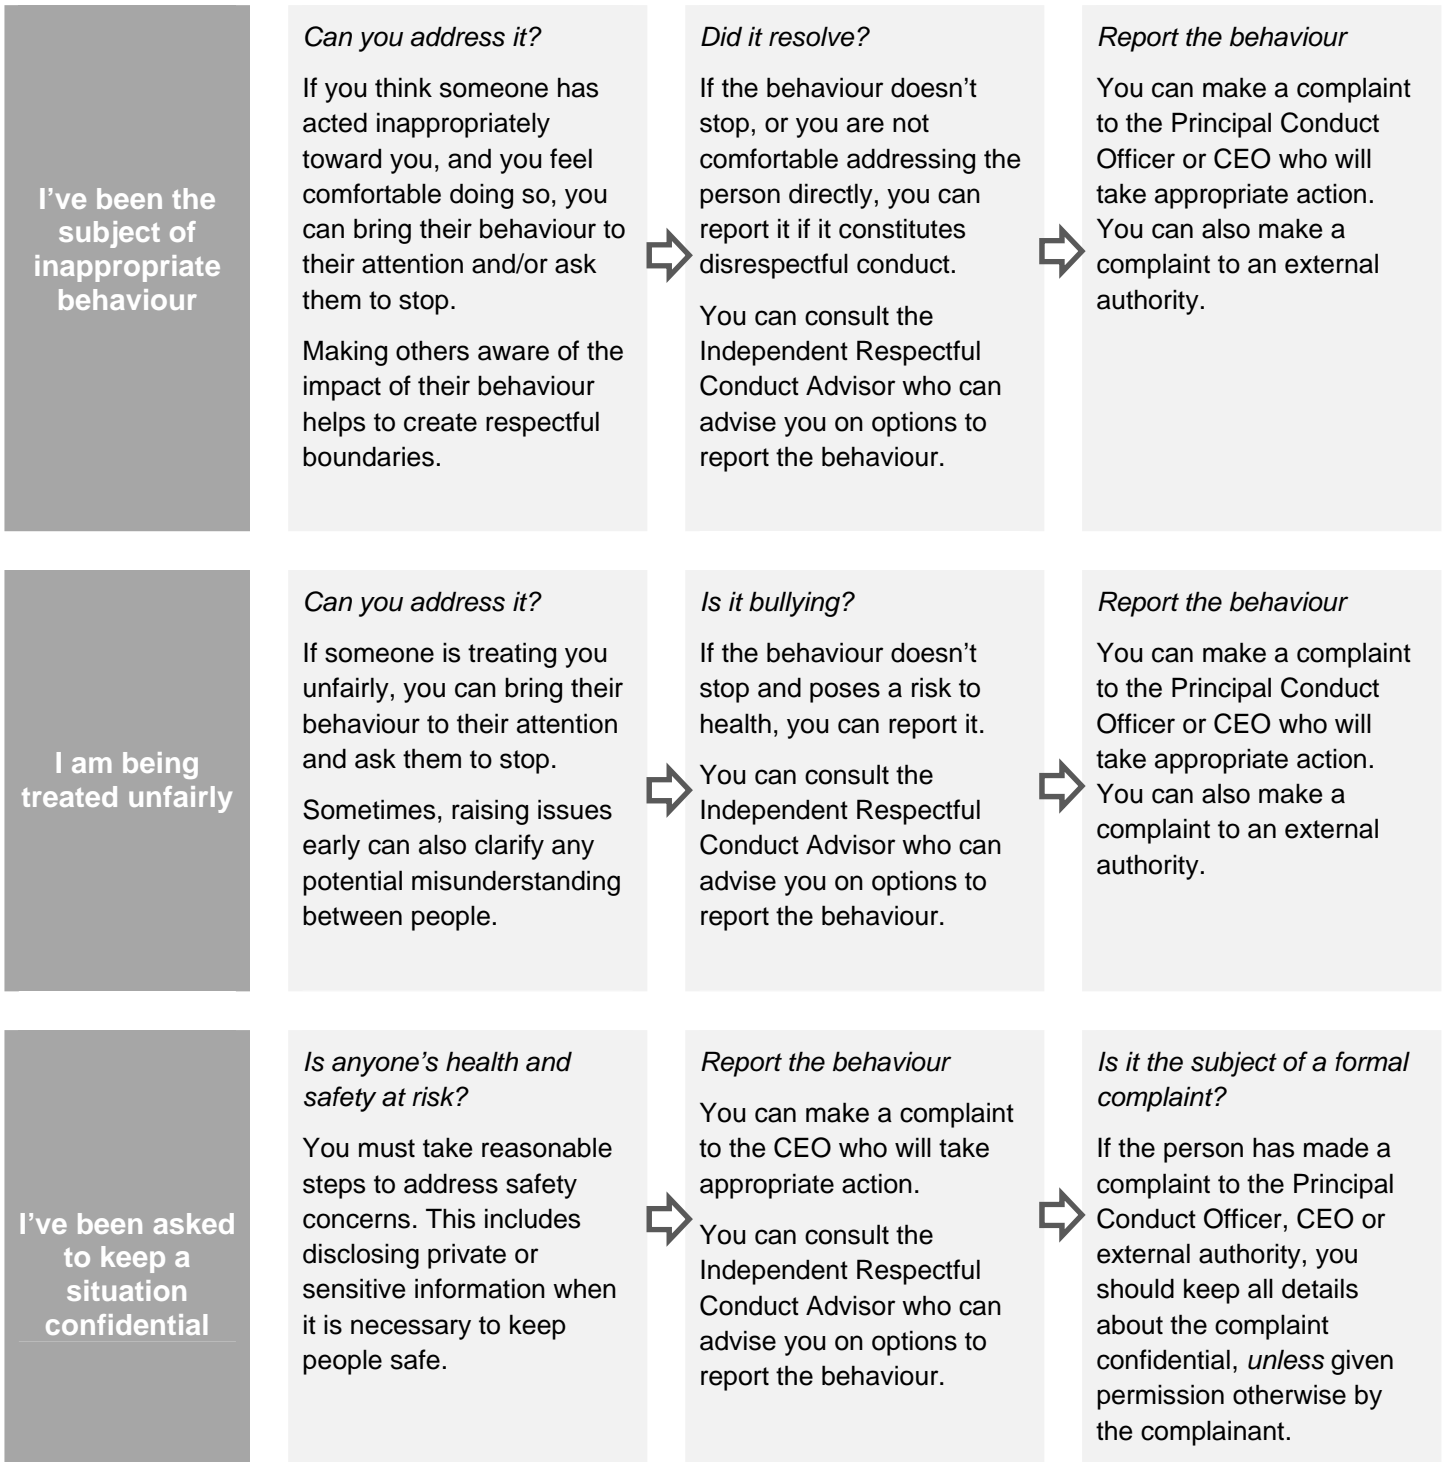 I've been the
subject of
inappropriate
behaviour
Can you address it?
If you think someone has
acted inappropriately
toward you, and you feel
comfortable doing so, you
can bring their behaviour to
their attention and/or ask
them to stop.
Making others aware of the
impact of their behaviour
helps to create respectful
boundaries.
Did it resolve?
If the behaviour doesn't
stop, or you are not
comfortable addressing the
person directly, you can
report it if it constitutes
disrespectful conduct.
You can consult the
Independent Respectful
Conduct Advisor who can
advise you on options to
report the behaviour.
Report the behaviour
You can make a complaint
to the Principal Conduct
Officer or CEO who will
take appropriate action.
You can also make a
complaint to an external
authority.
I am being
treated unfairly
Can you address it?
If someone is treating you
unfairly, you can bring their
behaviour to their attention
and ask them to stop.
Sometimes, raising issues
early can also clarify any
potential misunderstanding
between people.
Is it bullying?
If the behaviour doesn't
stop and poses a risk to
health, you can report it.
You can consult the
Independent Respectful
Conduct Advisor who can
advise you on options to
report the behaviour.
Report the behaviour
You can make a complaint
to the Principal Conduct
Officer or CEO who will
take appropriate action.
You can also make a
complaint to an external
authority.
I've been asked
to keep a
situation
confidential
Is anyone's health and
safety at risk?
You must take reasonable
steps to address safety
concerns. This includes
disclosing private or
sensitive information when
it is necessary to keep
people safe.
Report the behaviour
You can make a complaint
to the CEO who will take
appropriate action.
You can consult the
Independent Respectful
Conduct Advisor who can
advise you on options to
report the behaviour.
Is it the subject of a formal
complaint?
If the person has made a
complaint to the Principal
Conduct Officer, CEO or
external authority, you
should keep all details
about the complaint
confidential, unless given
permission otherwise by
the complainant.